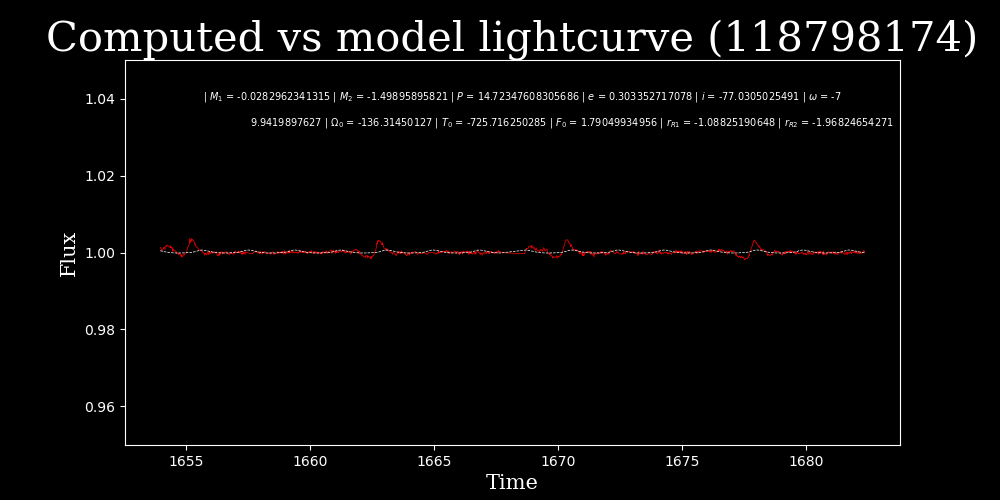 Computed vs model lightcurve (118798174)
| M₁ = -0.0282962341315 | M₂ = -1.49895895821 | P = 14.72347608305686 | e = 0.303352717078 | i = -77.0305025491 | ω = -7
9.9419897627 | Ω₀ = -136.31450127 | T₀ = -725.716250285 | F₀ = 1.79049934956 | r_R1 = -1.08825190648 | r_R2 = -1.96824654271
1.04
1.02
1.00
0.98
0.96
Flux
1655 1660 1665 1670 1675 1680
Time